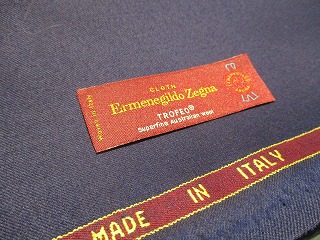 CLOTH
Ermenegildo Zegna
TROFEO®
Superfine Australian wool
Made in Italy
MADE IN ITALY